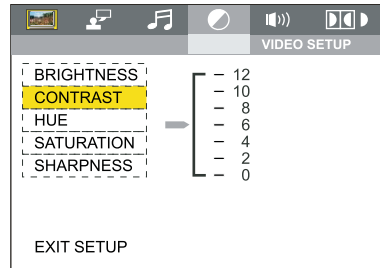 VIDEO SETUP
BRIGHTNESS
CONTRAST
HUE
SATURATION
SHARPNESS
– 12
– 10
– 8
– 6
– 4
– 2
– 0
EXIT SETUP